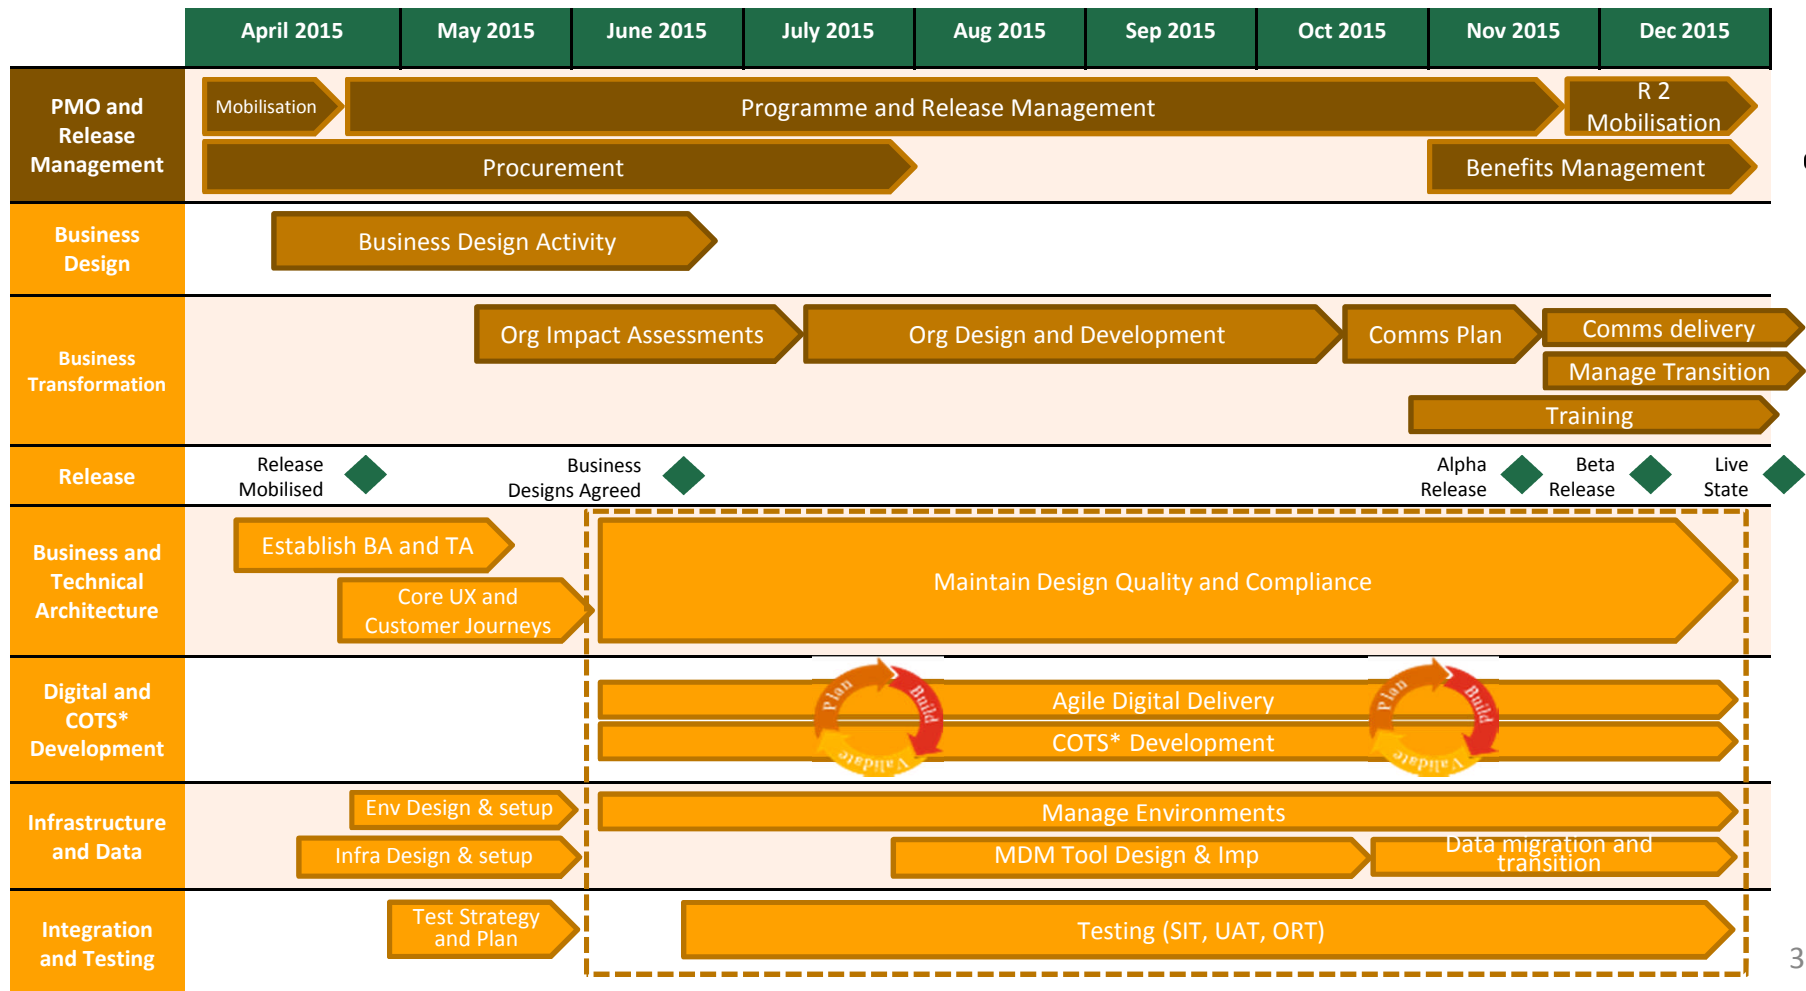 April 2015
May 2015
June 2015
July 2015
Aug 2015
Sep 2015
Oct 2015
Nov 2015
Dec 2015
PMO and
Release
Management
Mobilisation
Programme and Release Management
R 2
Mobilisation
Procurement
Benefits Management
Business
Design
Business Design Activity
Business
Transformation
Org Impact Assessments
Org Design and Development
Comms Plan
Comms delivery
Manage Transition
Training
Release
Release
Mobilised
Business
Designs Agreed
Alpha
Release
Beta
Release
Live
State
Business and
Technical
Architecture
Establish BA and TA
Core UX and
Customer Journeys
Maintain Design Quality and Compliance
Digital and
COTS*
Development
Plan
Build
Validate
Agile Digital Delivery
COTS* Development
Plan
Build
Validate
Infrastructure
and Data
Env Design & setup
Manage Environments
Infra Design & setup
MDM Tool Design & Imp
Data migration and
transition
Integration
and Testing
Test Strategy
and Plan
Testing (SIT, UAT, ORT)
3